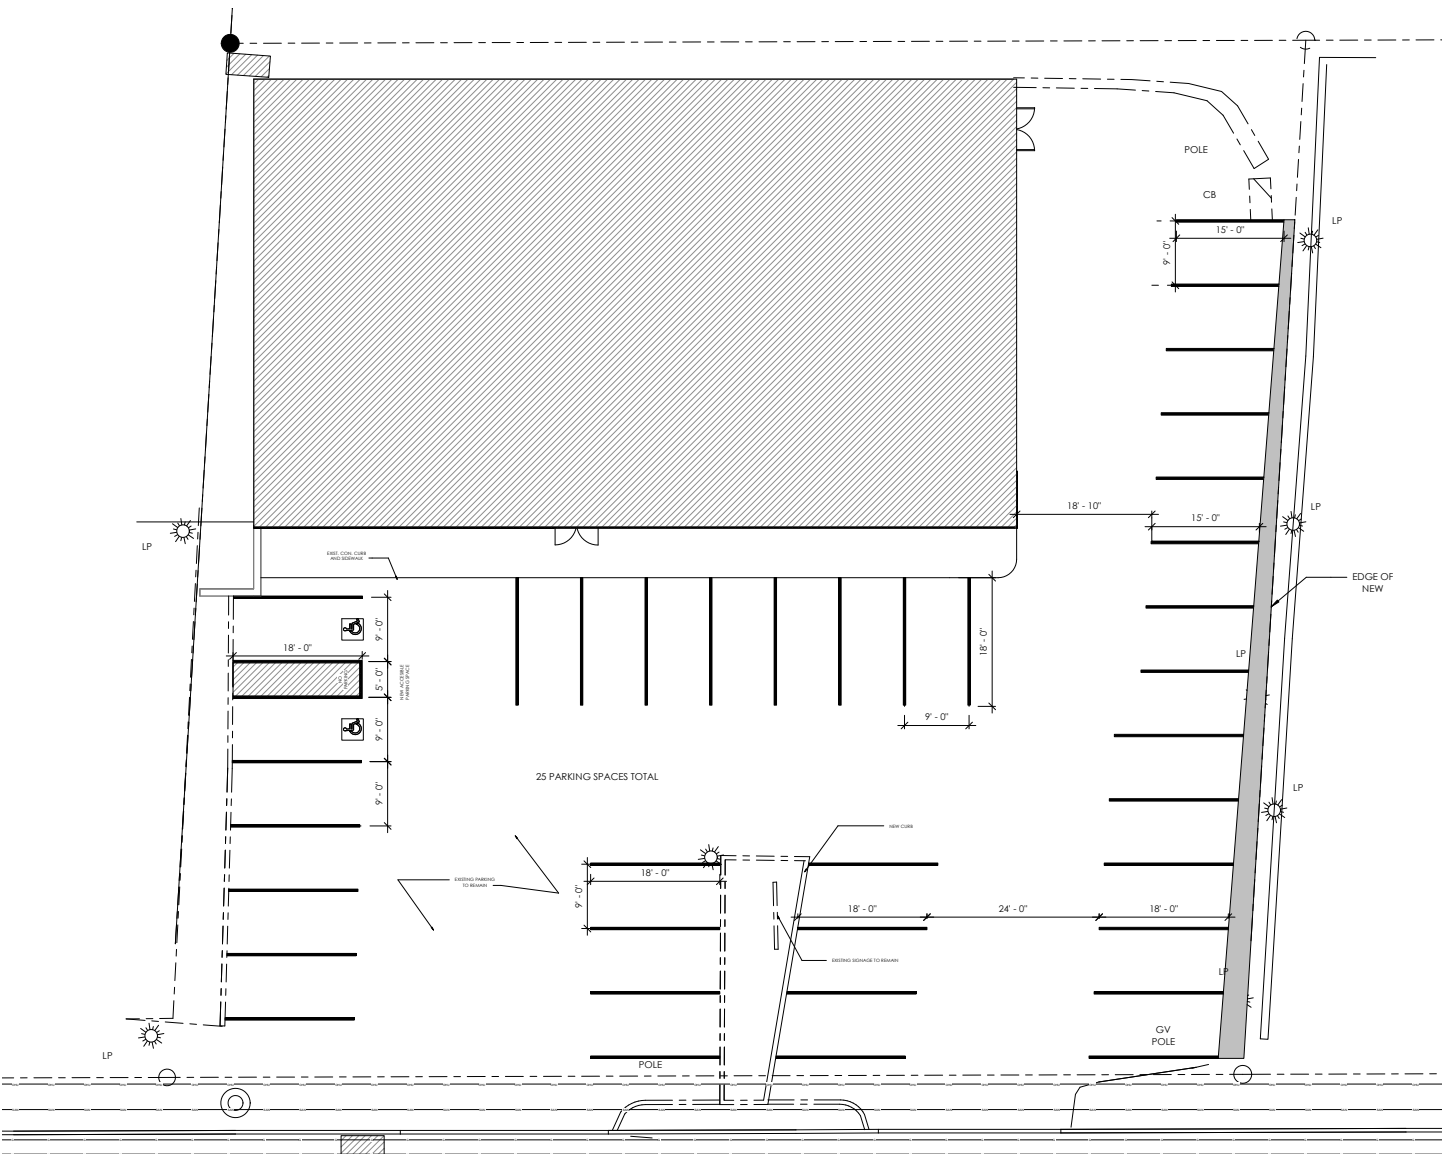 POLE
CB
LP
15' - 0"
9' - 0"
LP
18' - 10"
15' - 0"
LP
EXIST. CON. CURB
AND SIDEWALK
EDGE OF
NEW
9' - 0"
18' - 0"
NO
PARKING
5' - 0"
NEW ACCESSIBLE
PARKING SPACE
18' - 0"
LP
9' - 0"
9' - 0"
9' - 0"
25 PARKING SPACES TOTAL
LP
NEW CURB
EXISTING PARKING
TO REMAIN
18' - 0"
9' - 0"
18' - 0"
24' - 0"
18' - 0"
EXISTING SIGNAGE TO REMAIN
LP
GV
POLE
LP
POLE